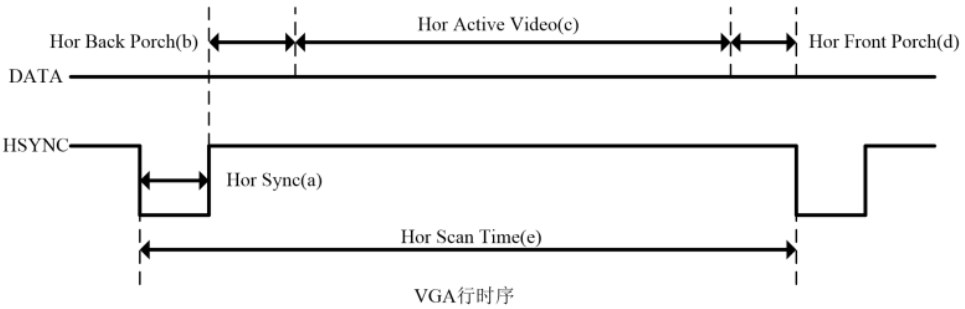 Hor Active Video(c)
Hor Back Porch(b)
Hor Front Porch(d)
DATA
HSYNC
Hor Sync(a)
Hor Scan Time(e)
VGA行时序